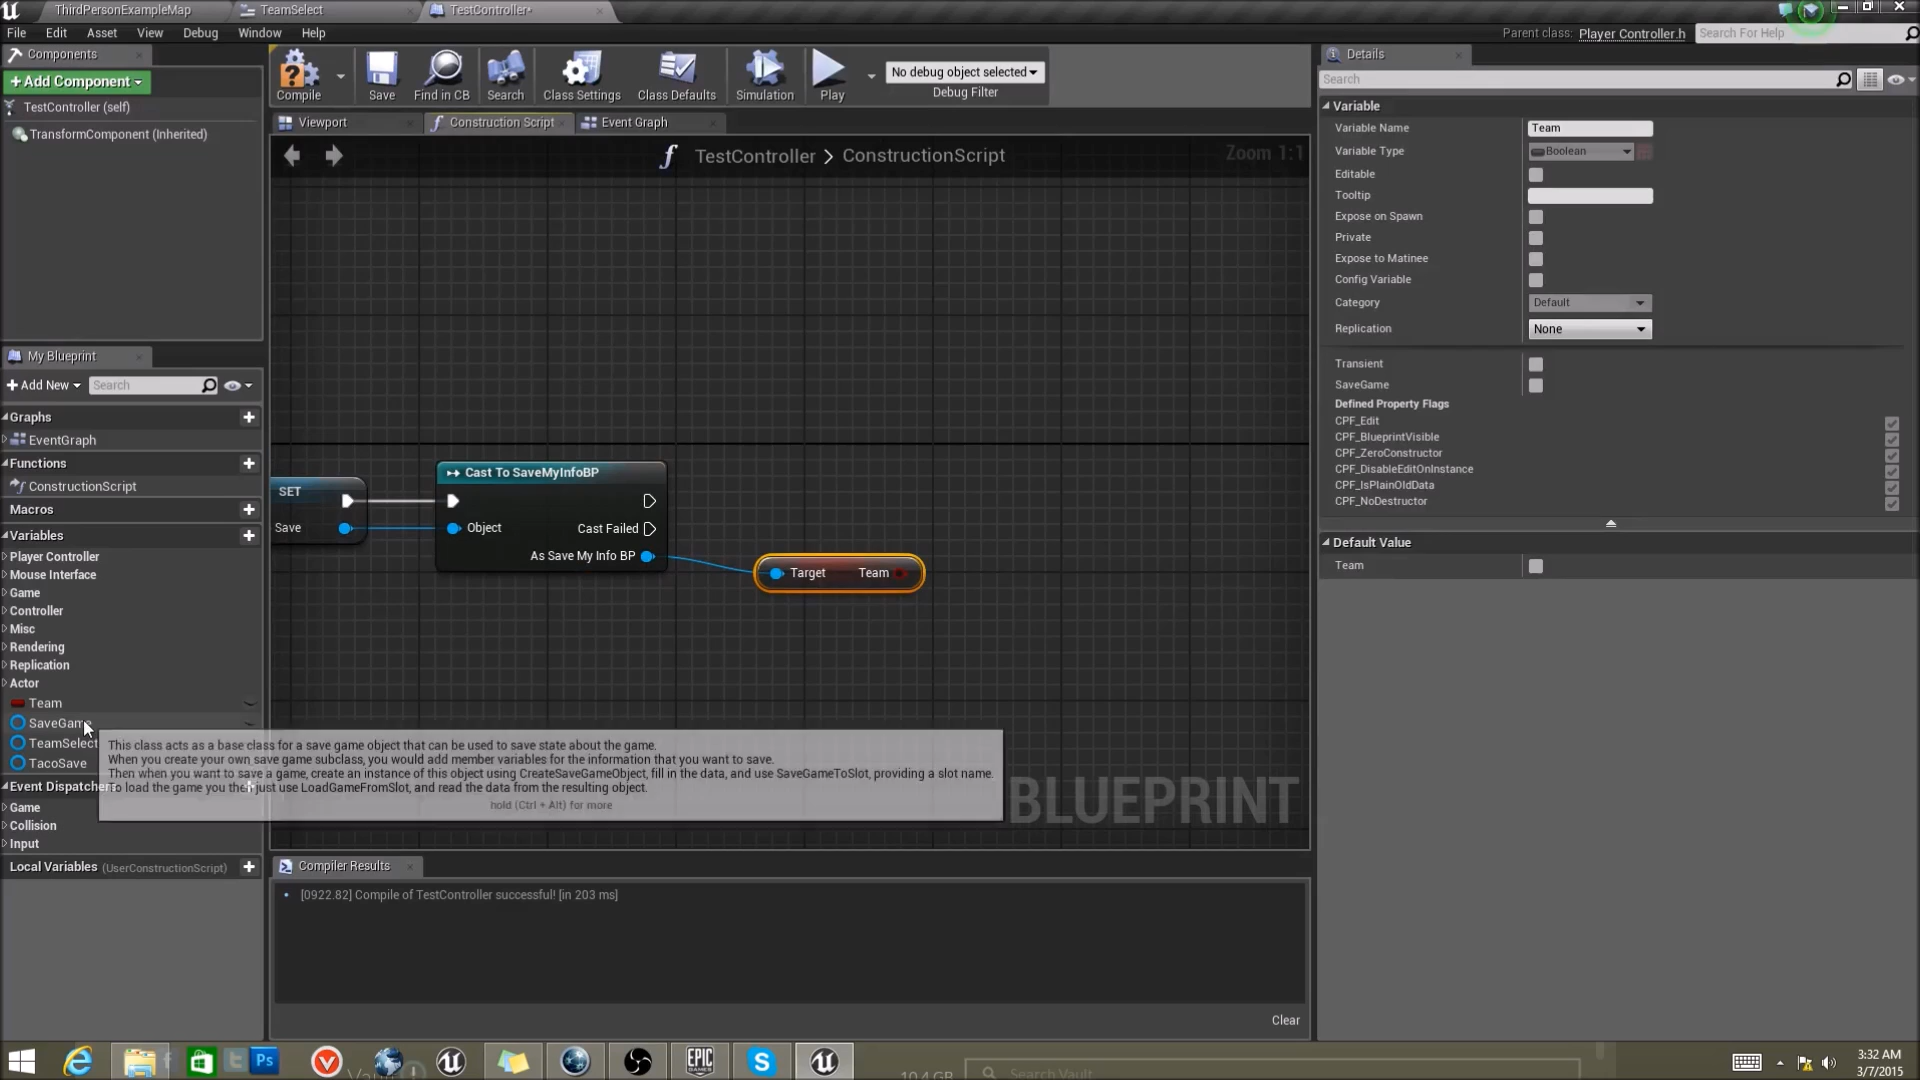 ThirdPersonExampleMap
TeamSelect
TestController*
File Edit Asset View Debug Window Help
Parent class: Player Controller.h
Search For Help
Components
+Add Component
TestController (self)
TransformComponent (Inherited)
Compile
Save
Find in CB
Search
Class Settings
Class Defaults
Simulation
Play
No debug object selected
Debug Filter
Viewport
Construction Script
Event Graph
TestController > ConstructionScript
Zoom 1:1
SET
Save
Cast To SaveMyInfoBP
Object
Cast Failed
As Save My Info BP
Target Team
BLUEPRINT
My Blueprint
+ Add New
Search
Graphs
EventGraph
Functions
ConstructionScript
Macros
Variables
Player Controller
Mouse Interface
Game
Controller
Misc
Rendering
Replication
Actor
Team
SaveGame
TeamSelect
TacoSave
Event Dispatchers
Game
Collision
Input
Local Variables (UserConstructionScript)
This class acts as a base class for a save game object that can be used to save state about the game.
When you create your own save game subclass, you would add member variables for the information that you want to save.
Then when you want to save a game, create an instance of this object using CreateSaveGameObject, fill in the data, and use SaveGameToSlot, providing a slot name.
To load the game you then just use LoadGameFromSlot, and read the data from the resulting object.
hold (Ctrl + Alt) for more
Compiler Results
• [0922.82] Compile of TestController successful! [in 203 ms]
Clear
Details
Search
Variable
Variable Name Team
Variable Type Boolean
Editable
Tooltip
Expose on Spawn
Private
Expose to Matinee
Config Variable
Category Default
Replication None
Transient
SaveGame
Defined Property Flags
CPF_Edit
CPF_BlueprintVisible
CPF_ZeroConstructor
CPF_DisableEditOnInstance
CPF_IsPlainOldData
CPF_NoDestructor
Default Value
Team
Ps
EPIC
GAMES
10.4 GB
Search Vault
3:32 AM
3/7/2015